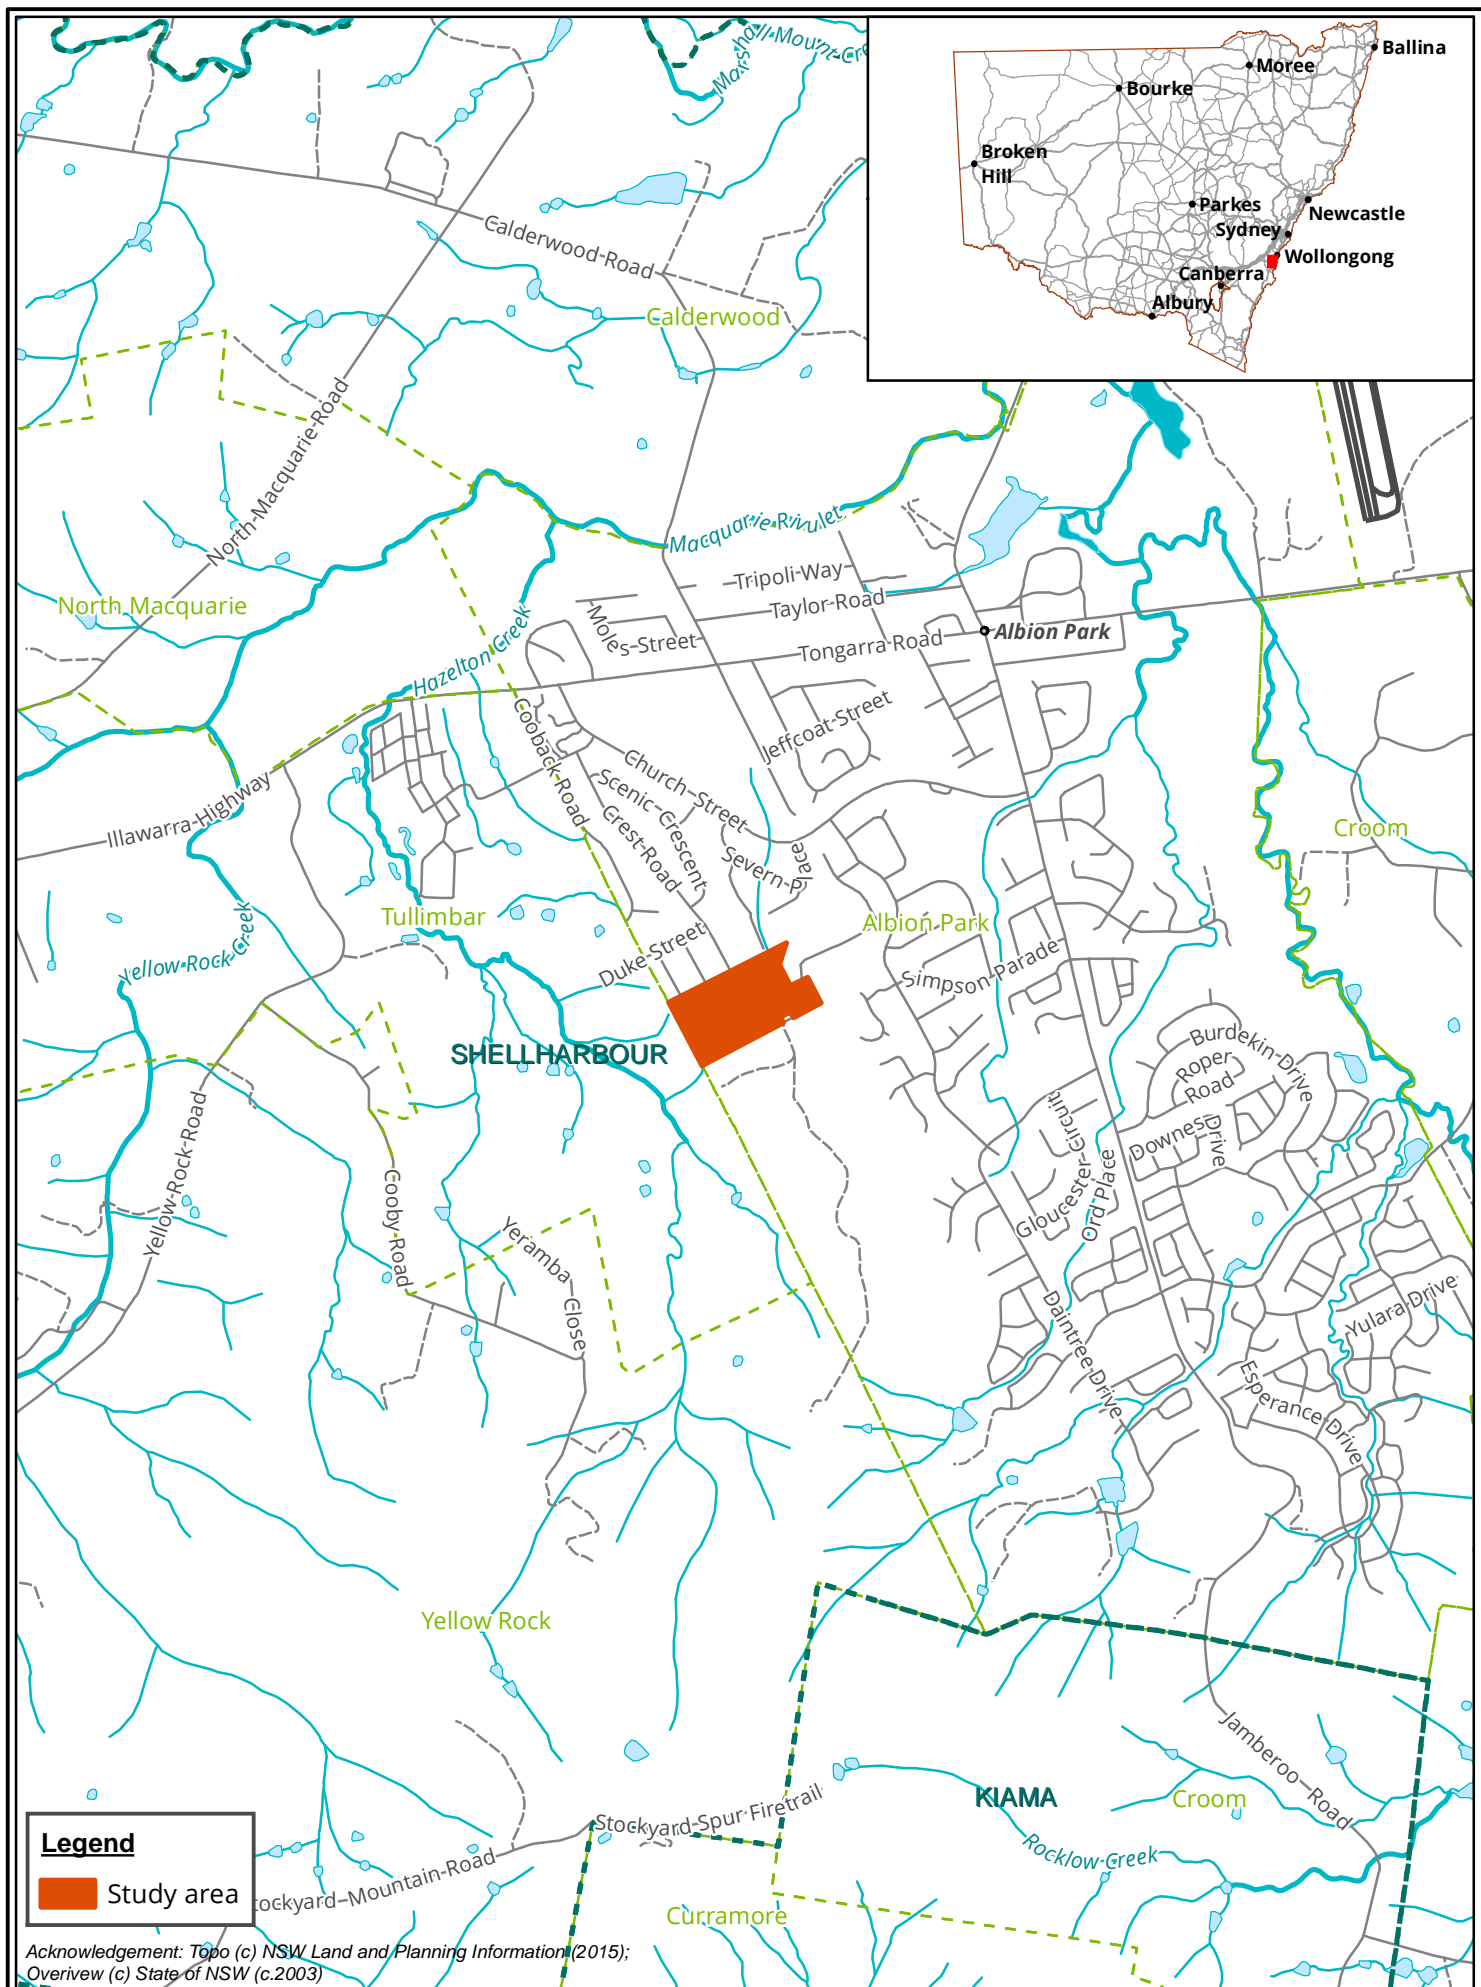 Marshall Mount Cre
Ballina
Moree
Bourke
Broken
Hill
Parkes
Newcastle
Sydney
Wollongong
Canberra
Albury
Calderwood Road
Calderwood
North Macquarie Road
Macquarie Rivulet
Tripoli Way
Taylor Road
North Macquarie
Moles Street
Albion Park
Tongarra Road
Hazelton Creek
Cooback Road
Jeffcoat Street
Church Street
Scenic Crescent
Crest Road
Severn Place
Illawarra Highway
Croom
Tullimbar
Albion Park
Yellow Rock Creek
Duke Street
Simpson Parade
SHELLHARBOUR
Burdekin Drive
Roper
Road
Downes Drive
Gloucester Circuit
Ord Place
Yellow Rock Road
Cooby Road
Yeramba Close
Daintree Drive
Yulara Drive
Esperance Drive
Yellow Rock
Jamberoo Road
KIAMA
Croom
Stockyard Spur Firetrail
Rocklow Creek
Legend
Study area
tockyard Mountain Road
Curramore
Acknowledgement: Topo (c) NSW Land and Planning Information (2015);
Overivew (c) State of NSW (c.2003)